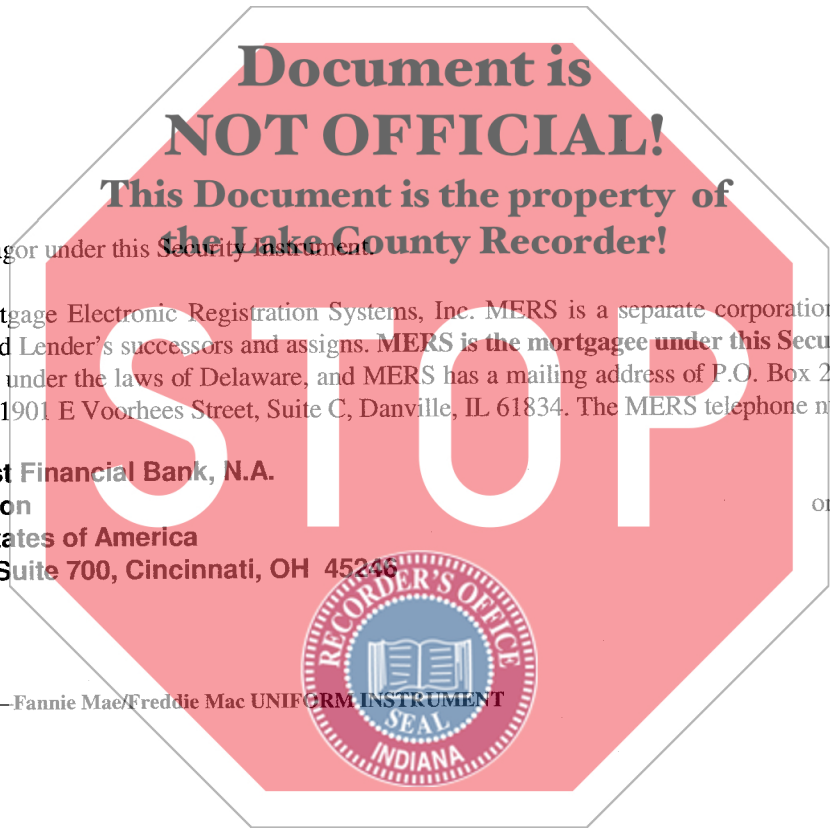 Document is
NOT OFFICIAL!
This Document is the property of
the Lake County Recorder!
gor under this Security Instrument.
tgage Electronic Registration Systems, Inc. MERS is a separate corporation
d Lender's successors and assigns. MERS is the mortgagee under this Secu
under the laws of Delaware, and MERS has a mailing address of P.O. Box 2
1901 E Voorhees Street, Suite C, Danville, IL 61834. The MERS telephone n
STOP
st Financial Bank, N.A.
on
or
ates of America
Suite 700, Cincinnati, OH 45246
RECORDER'S OFFICE
SEAL
INDIANA
–Fannie Mae/Freddie Mac UNIFORM INSTRUMENT